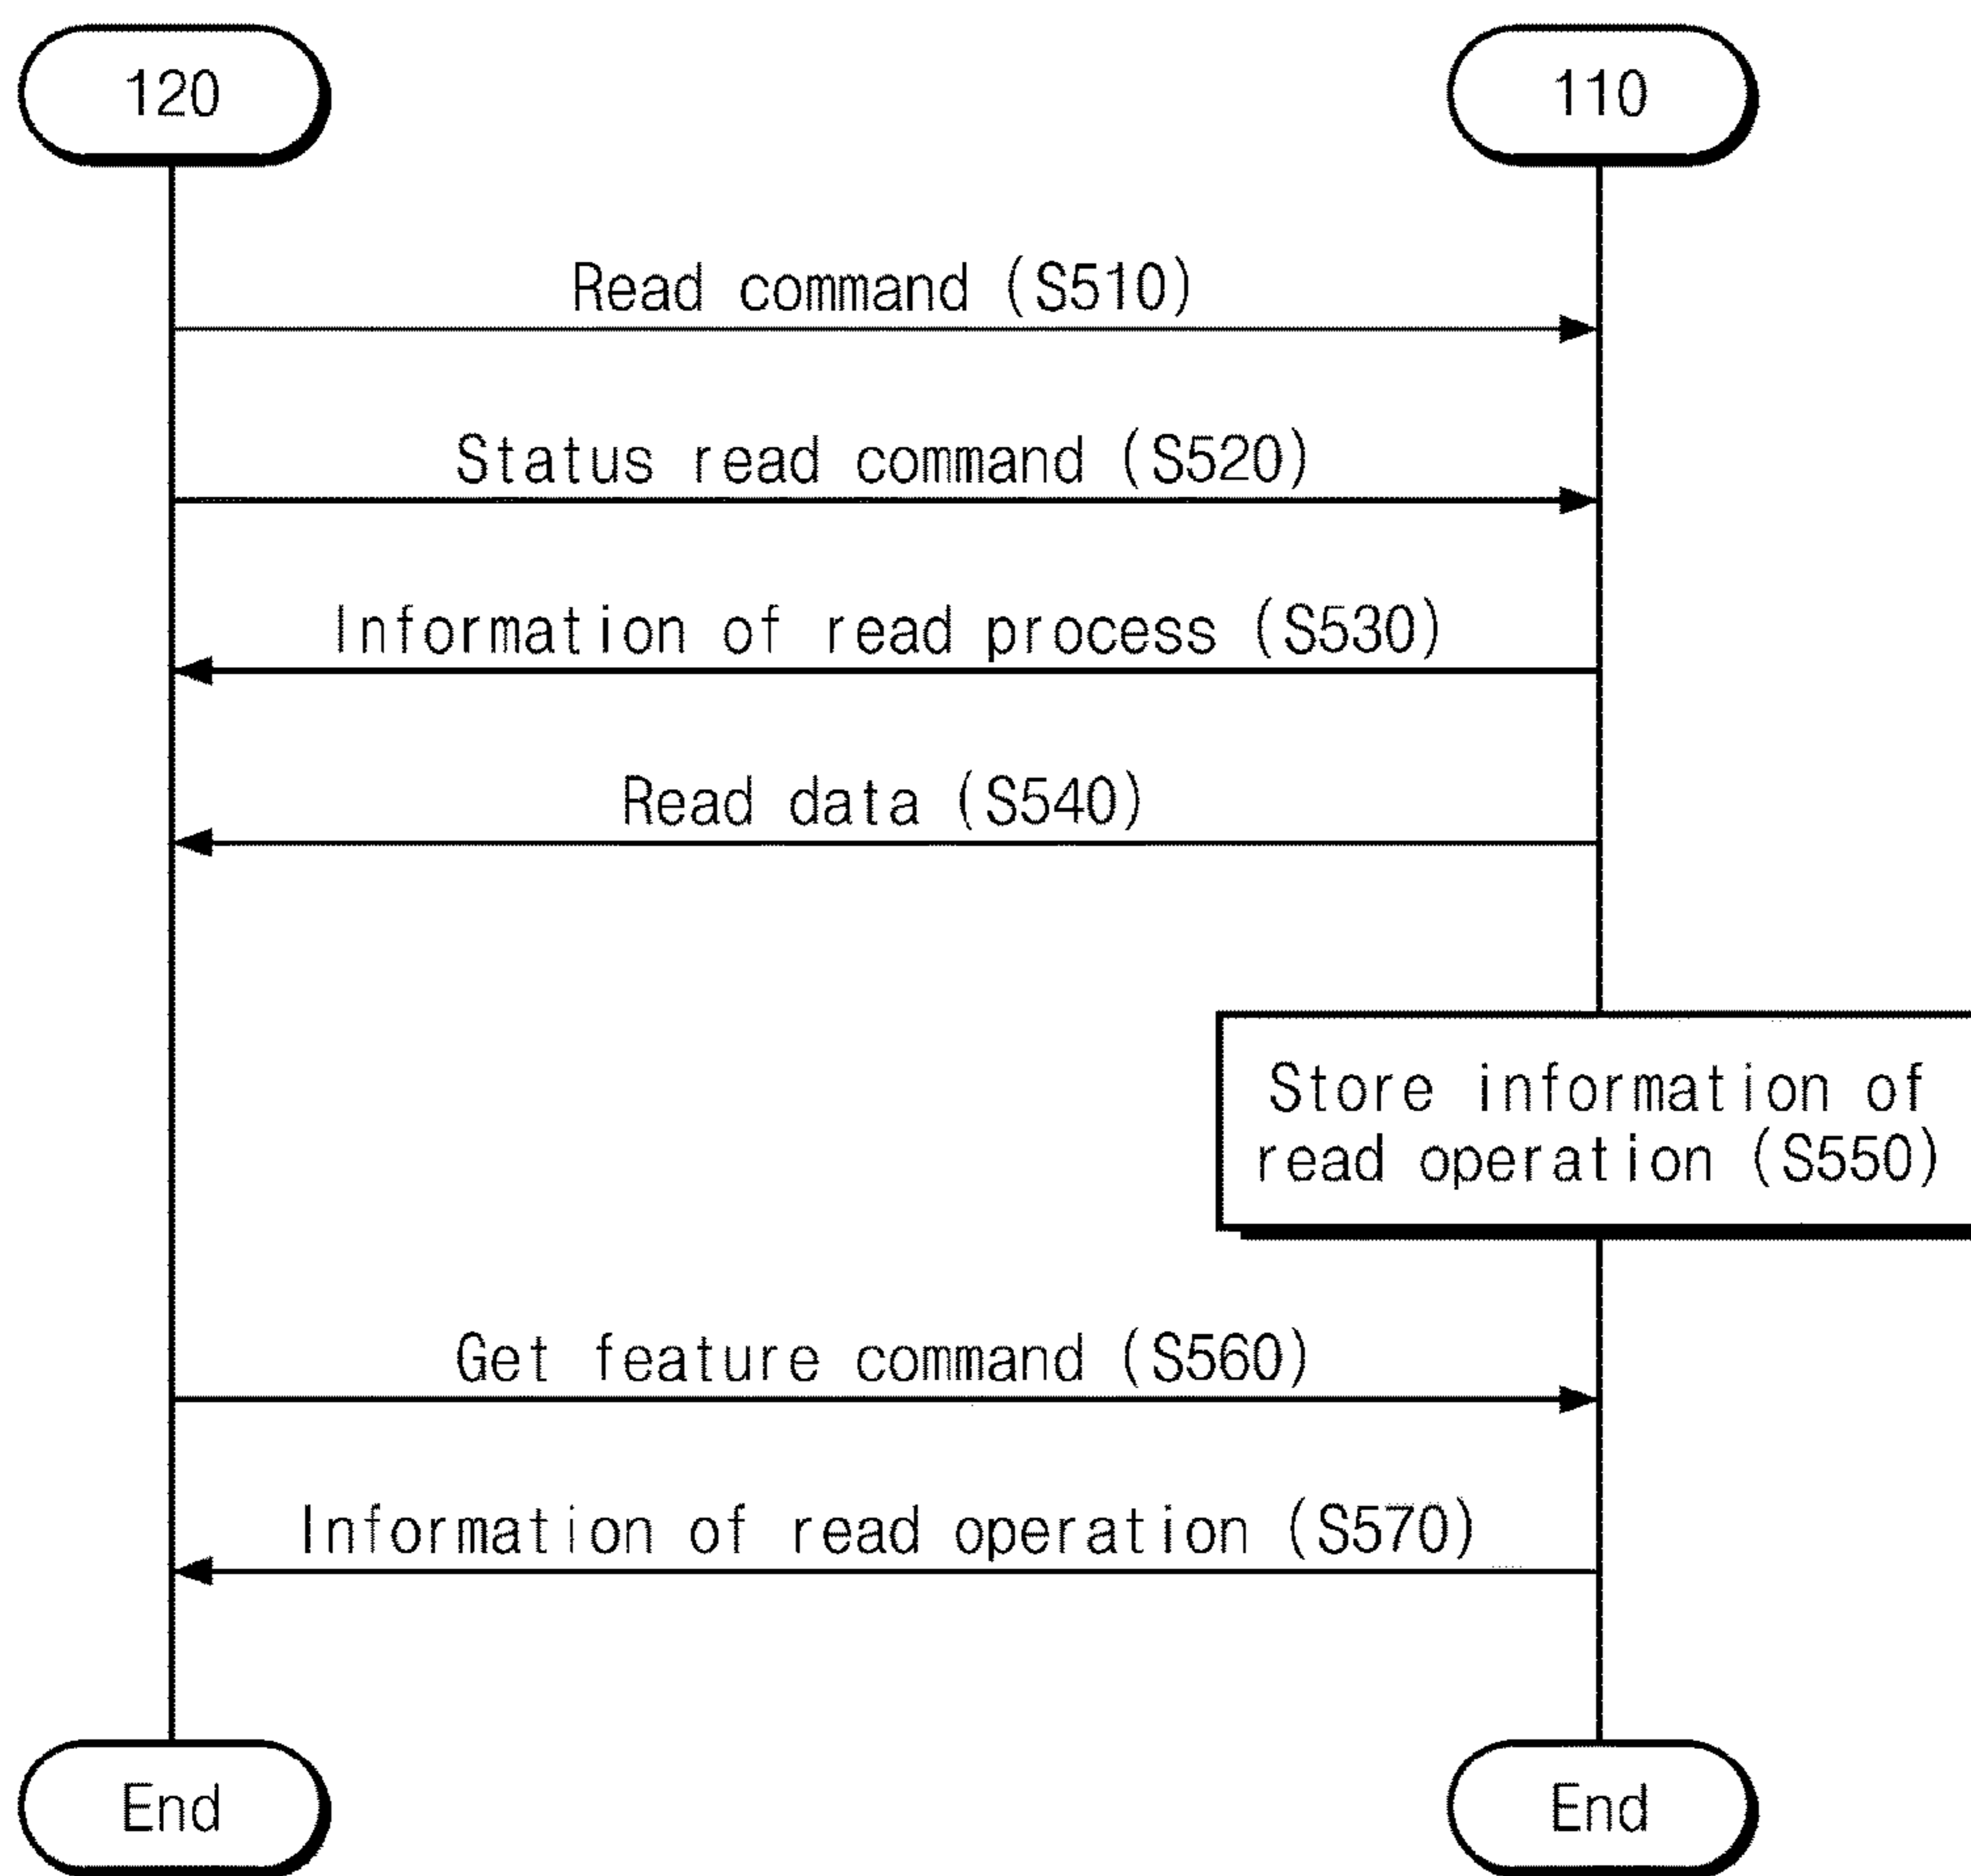 120
110
Read command (S510)
Status read command (S520)
Information of read process (S530)
Read data (S540)
Store information of
read operation (S550)
Get feature command (S560)
Information of read operation (S570)
End
End